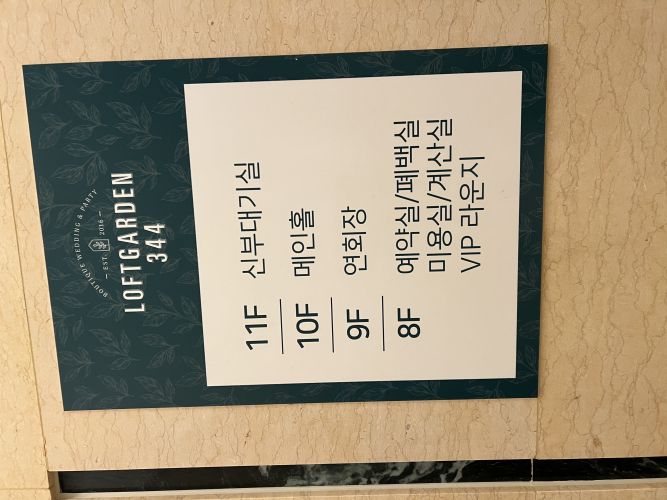 BOUTIQUE WEDDING & PARTY
EST. 2016
LOFTGARDEN
344
11F 신부대기실
10F 메인홀
9F 연회장
8F 예약실/폐백실
미용실/계산실
VIP 라운지